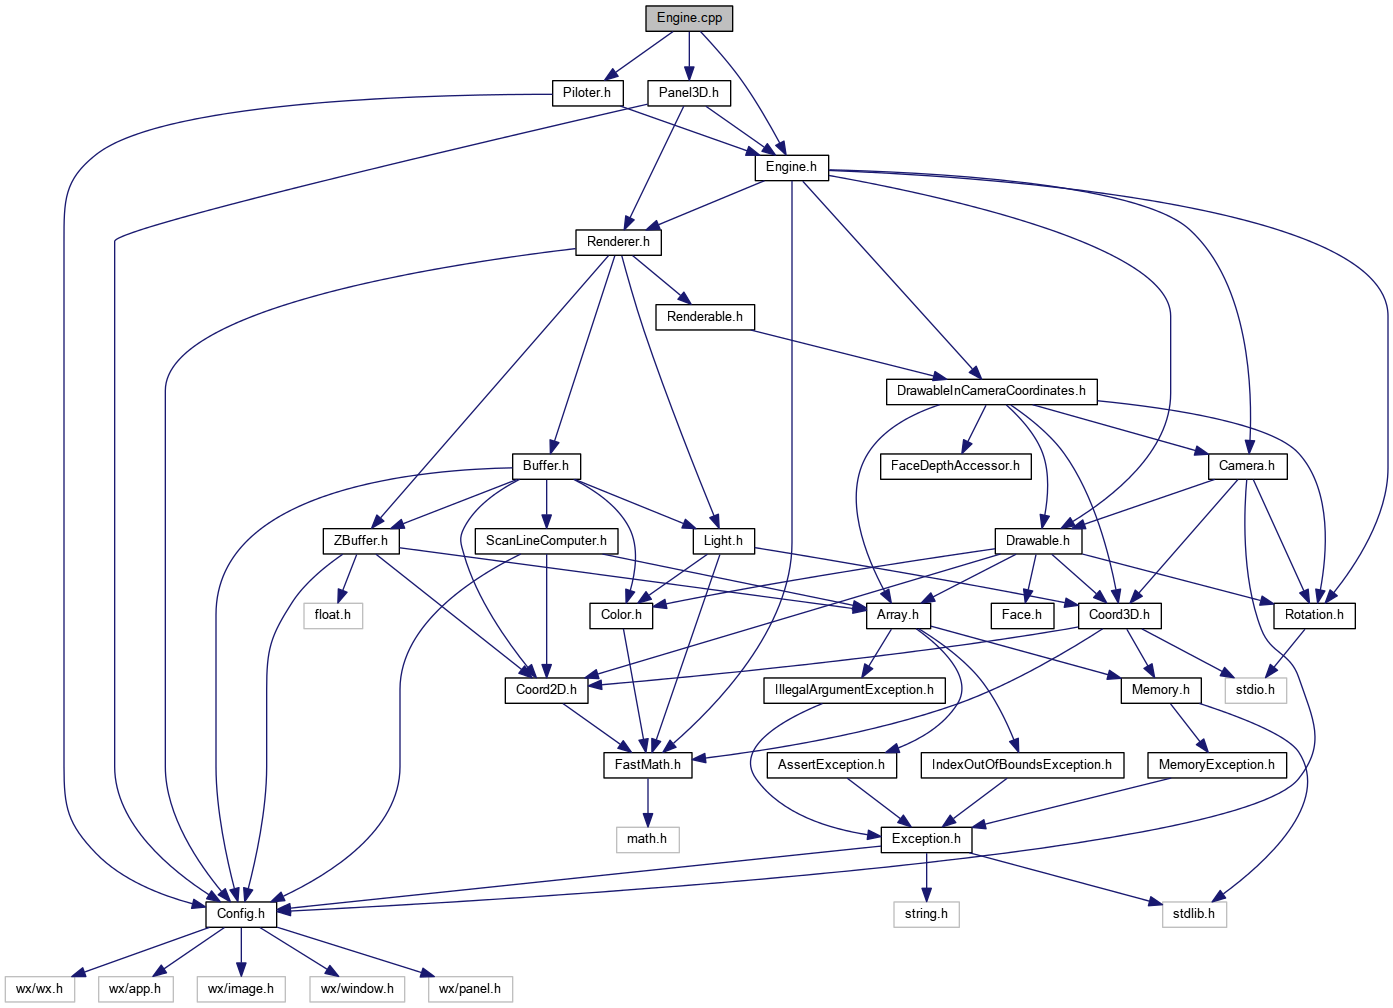 Engine.cpp
Piloter.h
Panel3D.h
Engine.h
Renderer.h
Renderable.h
DrawableInCameraCoordinates.h
Buffer.h
FaceDepthAccessor.h
Camera.h
ZBuffer.h
ScanLineComputer.h
Light.h
Drawable.h
float.h
Color.h
Array.h
Face.h
Coord3D.h
Rotation.h
Coord2D.h
IllegalArgumentException.h
Memory.h
stdio.h
FastMath.h
AssertException.h
IndexOutOfBoundsException.h
MemoryException.h
math.h
Exception.h
Config.h
string.h
stdlib.h
wx/wx.h
wx/app.h
wx/image.h
wx/window.h
wx/panel.h